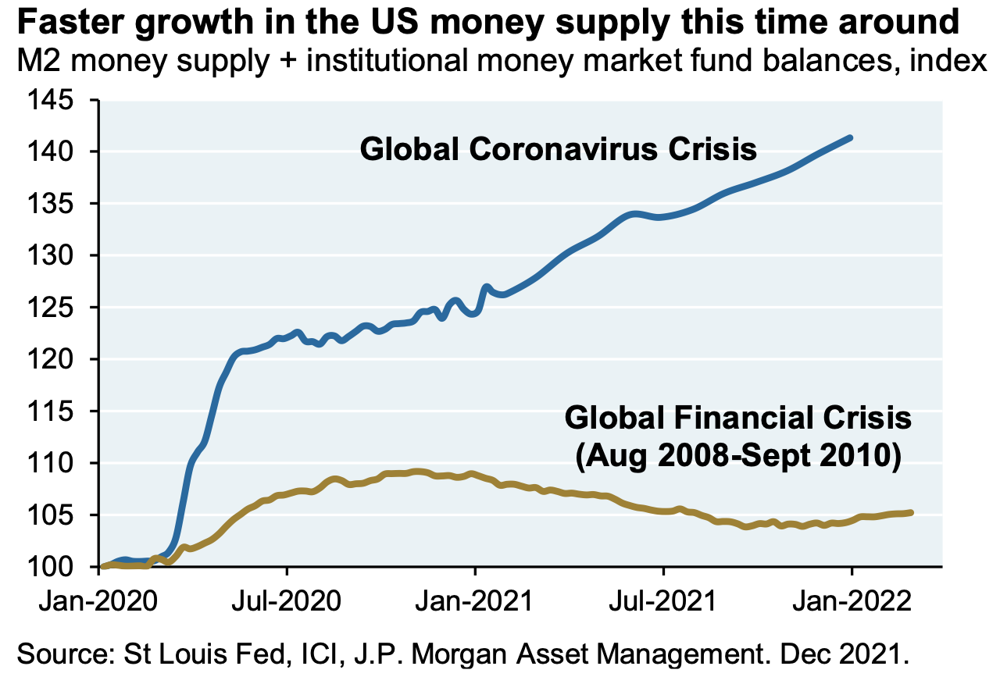 Faster growth in the US money supply this time around
M2 money supply + institutional money market fund balances, index
145
140
135
130
125
120
115
110
105
100
Global Coronavirus Crisis
Global Financial Crisis
(Aug 2008-Sept 2010)
Jan-2020 Jul-2020 Jan-2021 Jul-2021 Jan-2022
Source: St Louis Fed, ICI, J.P. Morgan Asset Management. Dec 2021.